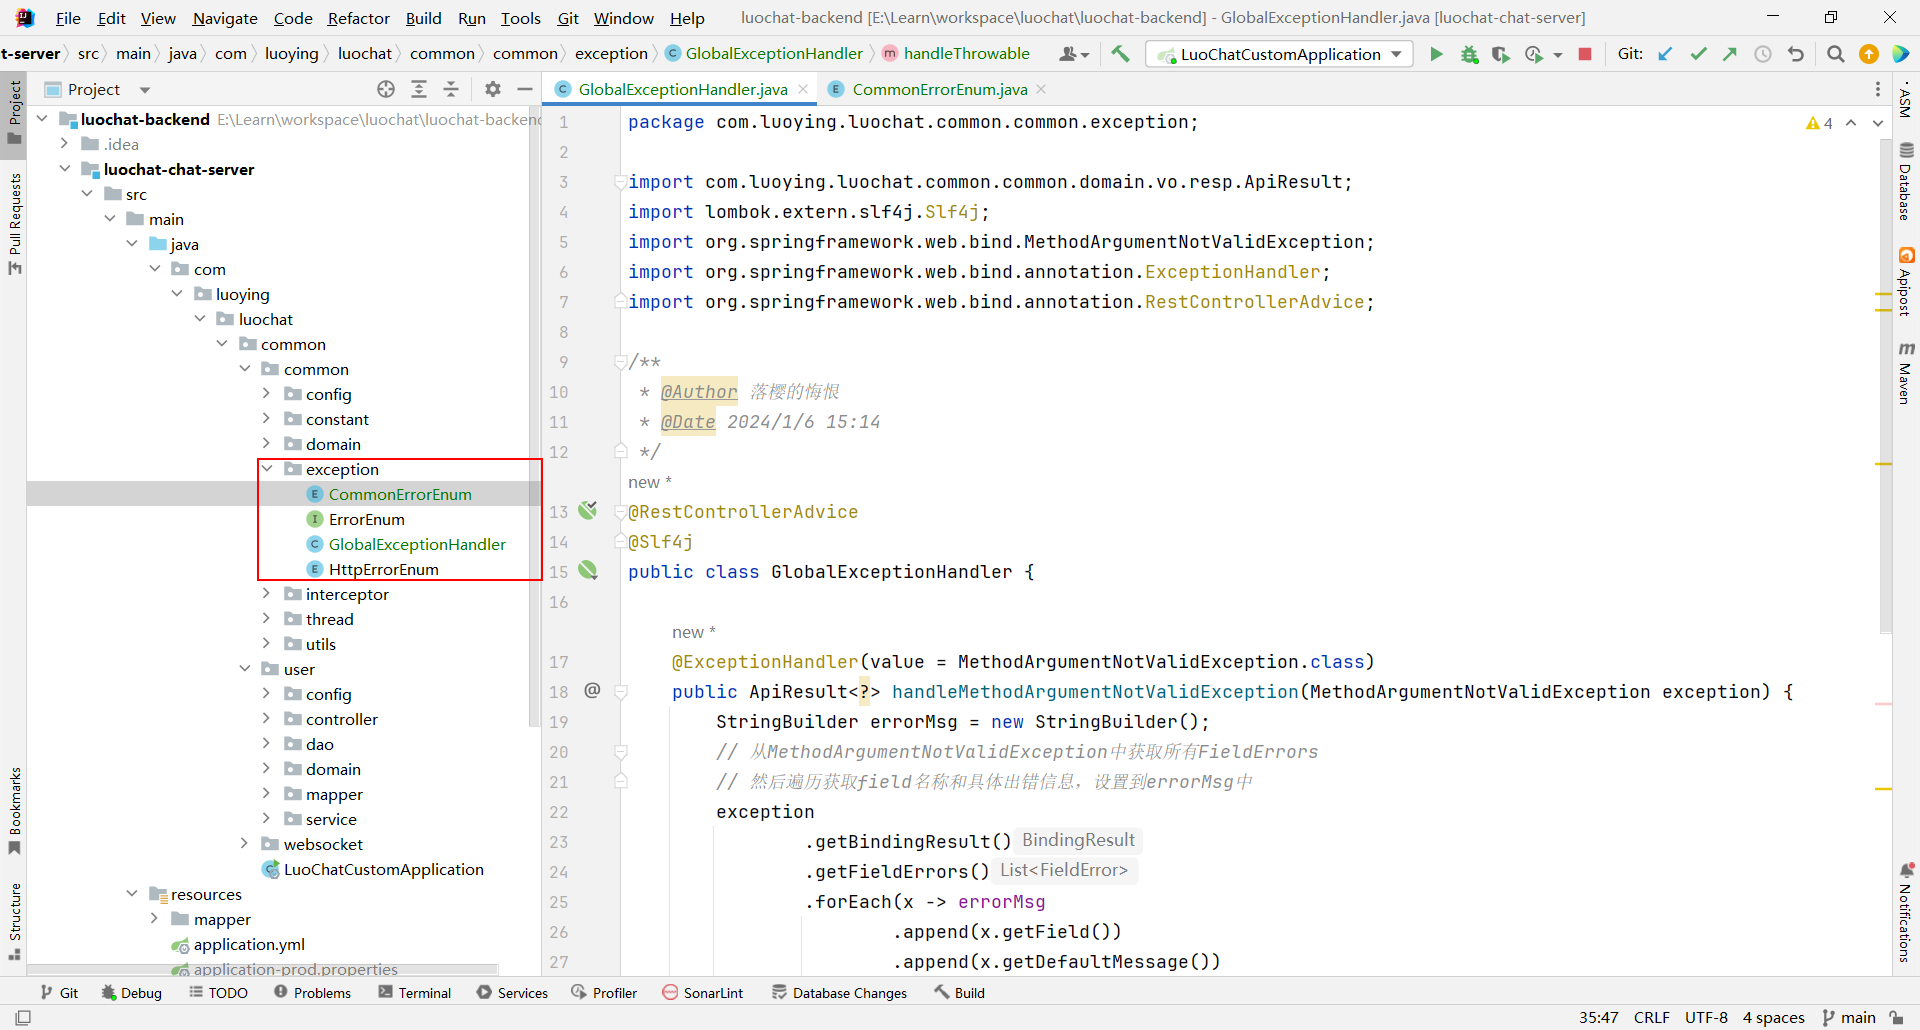 File Edit View Navigate Code Refactor Build Run Tools Git Window Help luochat-backend [E:\Learn\workspace\luochat\luochat-backend] - GlobalExceptionHandler.java [luochat-chat-server]
t-server src main java com luoying luochat common common exception GlobalExceptionHandler handleThrowable LuoChatCustomApplication Git:
Project
GlobalExceptionHandler.java CommonErrorEnum.java
Project
Pull Requests
Bookmarks
Structure
luochat-backend E:\Learn\workspace\luochat\luochat-backend
.idea
luochat-chat-server
src
main
java
com
luoying
luochat
common
common
config
constant
domain
exception
CommonErrorEnum
ErrorEnum
GlobalExceptionHandler
HttpErrorEnum
interceptor
thread
utils
user
config
controller
dao
domain
mapper
service
websocket
LuoChatCustomApplication
resources
mapper
application.yml
application-prod.properties
4
1 package com.luoying.luochat.common.common.exception;
2
3 import com.luoying.luochat.common.common.domain.vo.resp.ApiResult;
4 import lombok.extern.slf4j.Slf4j;
5 import org.springframework.web.bind.MethodArgumentNotValidException;
6 import org.springframework.web.bind.annotation.ExceptionHandler;
7 import org.springframework.web.bind.annotation.RestControllerAdvice;
8
9 /**
10 * @Author 落樱的悔恨
11 * @Date 2024/1/6 15:14
12 */
new *
13 @RestControllerAdvice
14 @Slf4j
15 public class GlobalExceptionHandler {
16
new *
17 @ExceptionHandler(value = MethodArgumentNotValidException.class)
18 public ApiResult<?> handleMethodArgumentNotValidException(MethodArgumentNotValidException exception) {
19 StringBuilder errorMsg = new StringBuilder();
20 // 从MethodArgumentNotValidException中获取所有FieldErrors
21 // 然后遍历获取field名称和具体出错信息，设置到errorMsg中
22 exception
23 .getBindingResult() BindingResult
24 .getFieldErrors() List<FieldError>
25 .forEach(x -> errorMsg
26 .append(x.getField())
27 .append(x.getDefaultMessage())
ASM
Database
Apipost
Maven
Notifications
Git Debug TODO Problems Terminal Services Profiler SonarLint Database Changes Build
35:47 CRLF UTF-8 4 spaces main